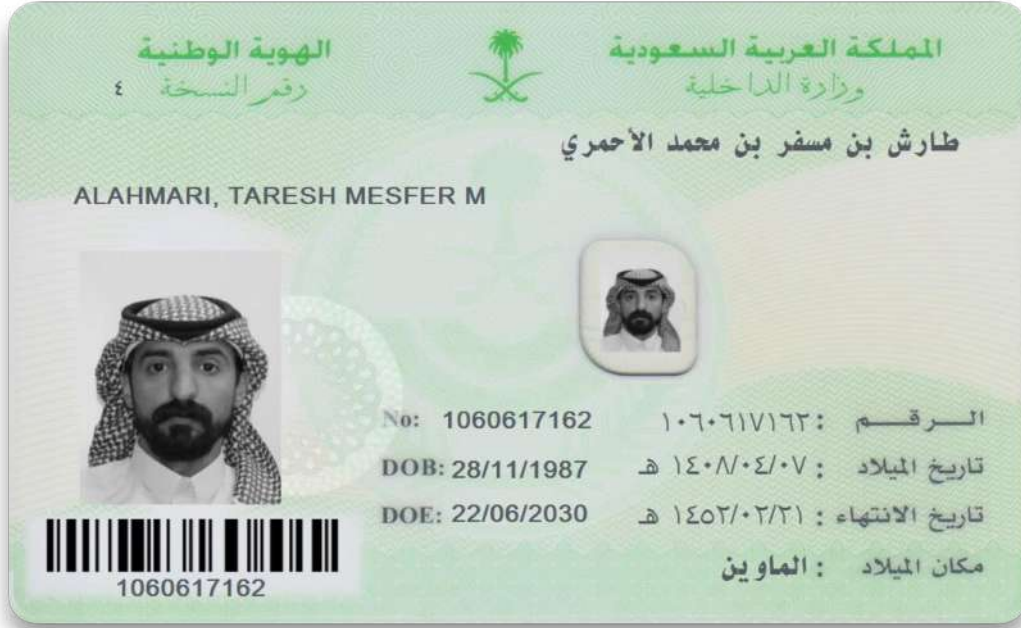 المملكة العربية السعودية
وزارة الداخلية
الهوية الوطنية
رقم النسخة ٤
طارش بن مسفر بن محمد الأحمري
ALAHMARI, TARESH MESFER M
الرقم : ١٠٦٠٦١٧١٦٢ No: 1060617162
تاريخ الميلاد : ١٤٠٨/٠٤/٠٧ هـ DOB: 28/11/1987
تاريخ الانتهاء : ١٤٥٢/٠٢/٢١ هـ DOE: 22/06/2030
مكان الميلاد : الماوين
1060617162